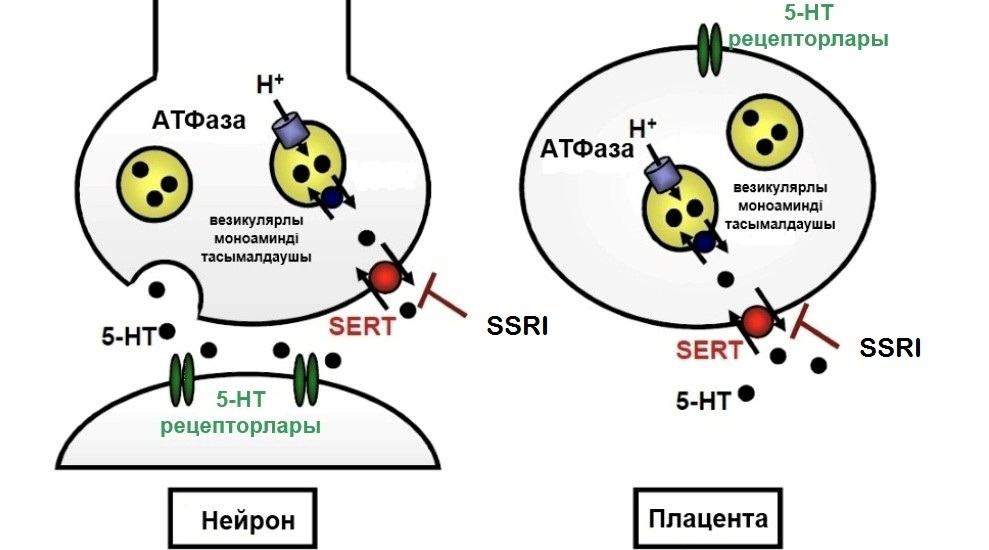 H⁺
АТФаза
везикулярлы
моноаминді
тасымалдаушы
SERT
SSRI
5-HT
5-HT
рецепторлары
Нейрон
5-HT
рецепторлары
H⁺
АТФаза
везикулярлы
моноаминді
тасымалдаушы
SERT
SSRI
5-HT
Плацента